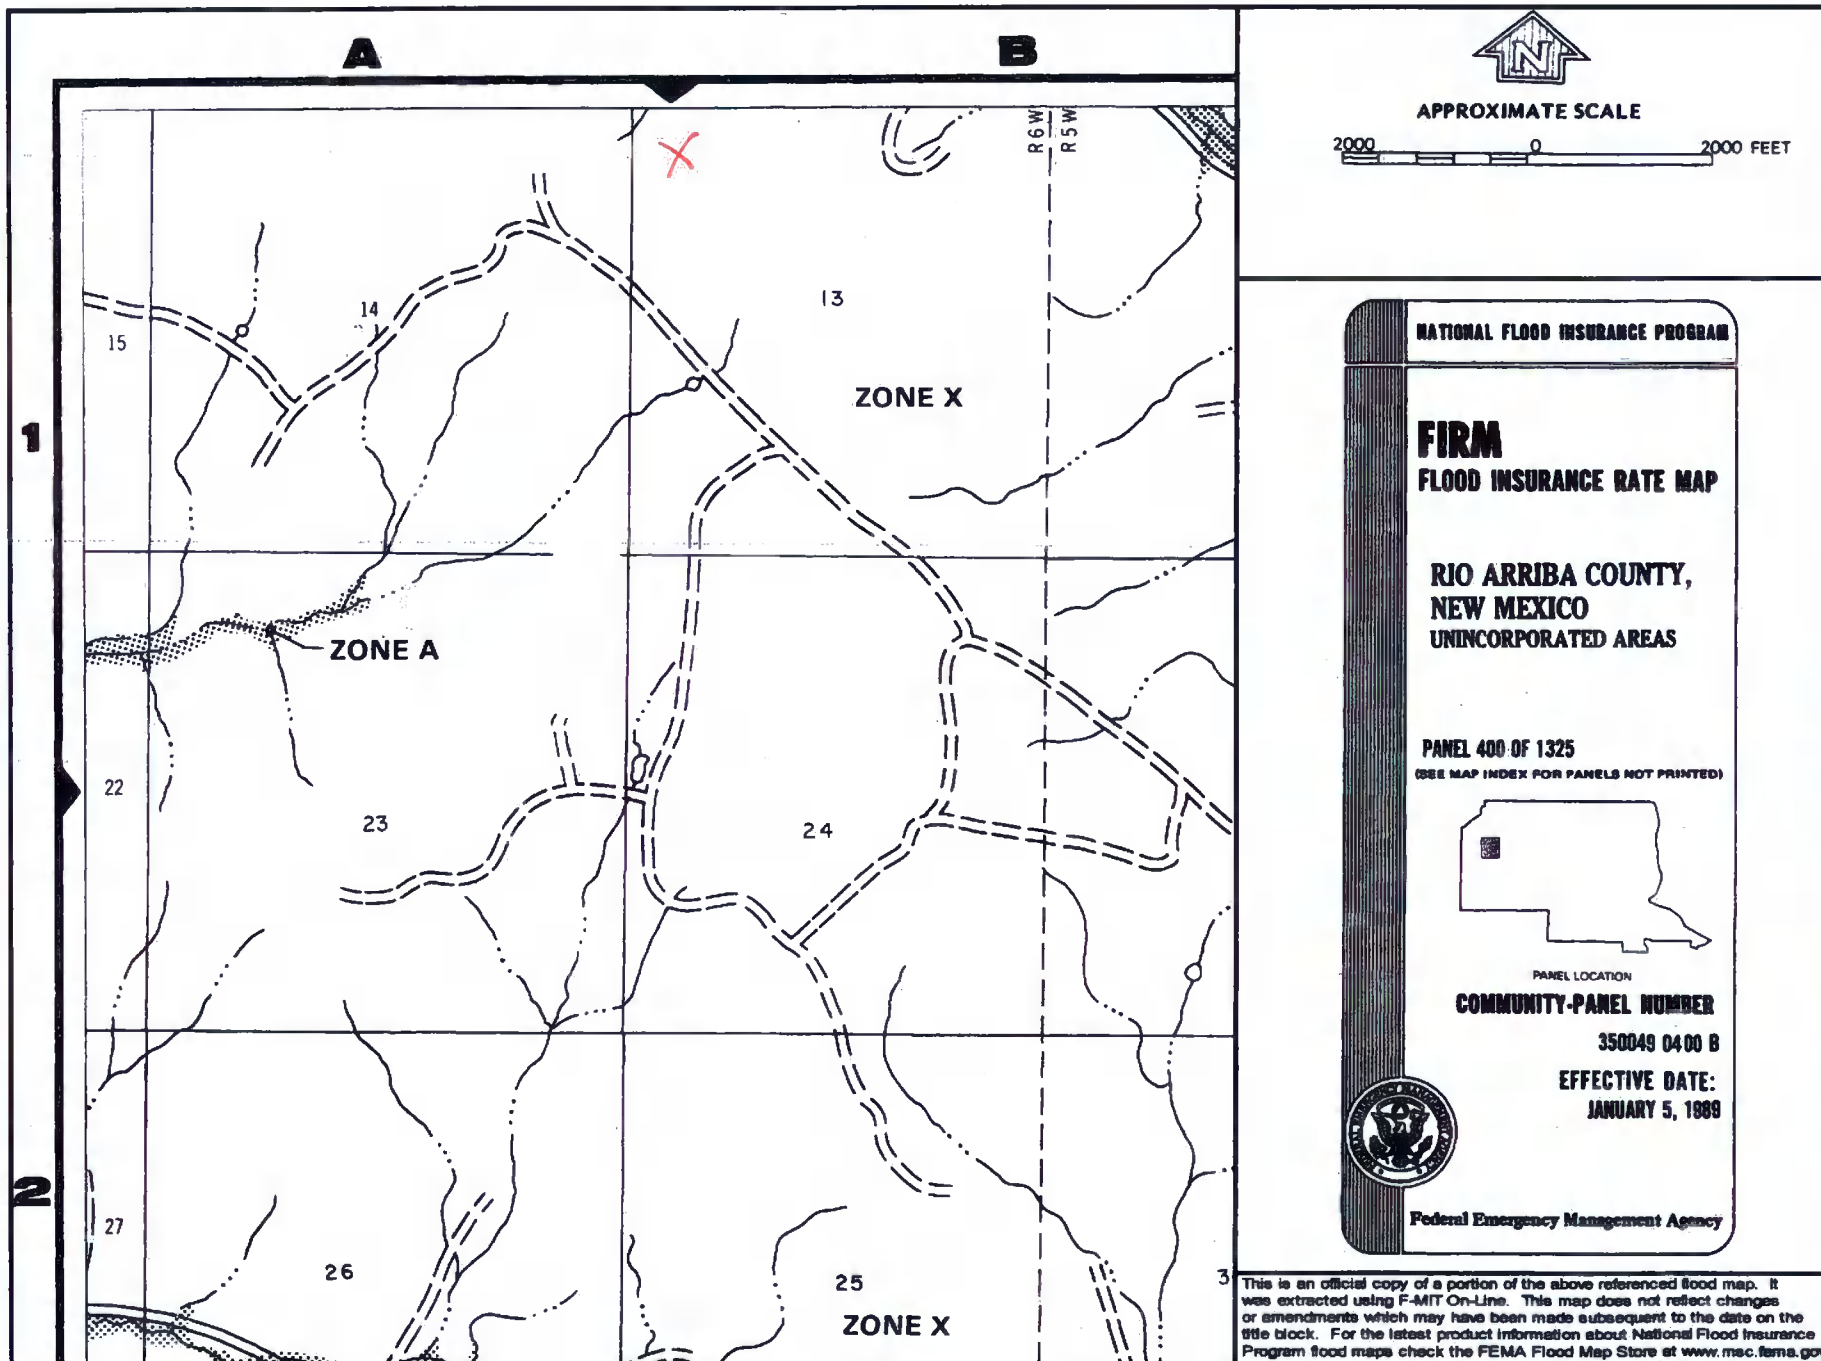 A
B
N
APPROXIMATE SCALE
2000 0 2000 FEET
R6W
R5W
1
14
13
15
ZONE X
ZONE A
22
23
24
2
27
26
25
3
ZONE X
NATIONAL FLOOD INSURANCE PROGRAM
FIRM
FLOOD INSURANCE RATE MAP
RIO ARRIBA COUNTY,
NEW MEXICO
UNINCORPORATED AREAS
PANEL 400 OF 1325
(SEE MAP INDEX FOR PANELS NOT PRINTED)
PANEL LOCATION
COMMUNITY-PANEL NUMBER
350049 0400 B
EFFECTIVE DATE:
JANUARY 5, 1989
Federal Emergency Management Agency
This is an official copy of a portion of the above referenced flood map. It
was extracted using F-MIT On-Line. This map does not reflect changes
or amendments which may have been made subsequent to the date on the
title block. For the latest product information about National Flood Insurance
Program flood maps check the FEMA Flood Map Store at www.msc.fema.gov